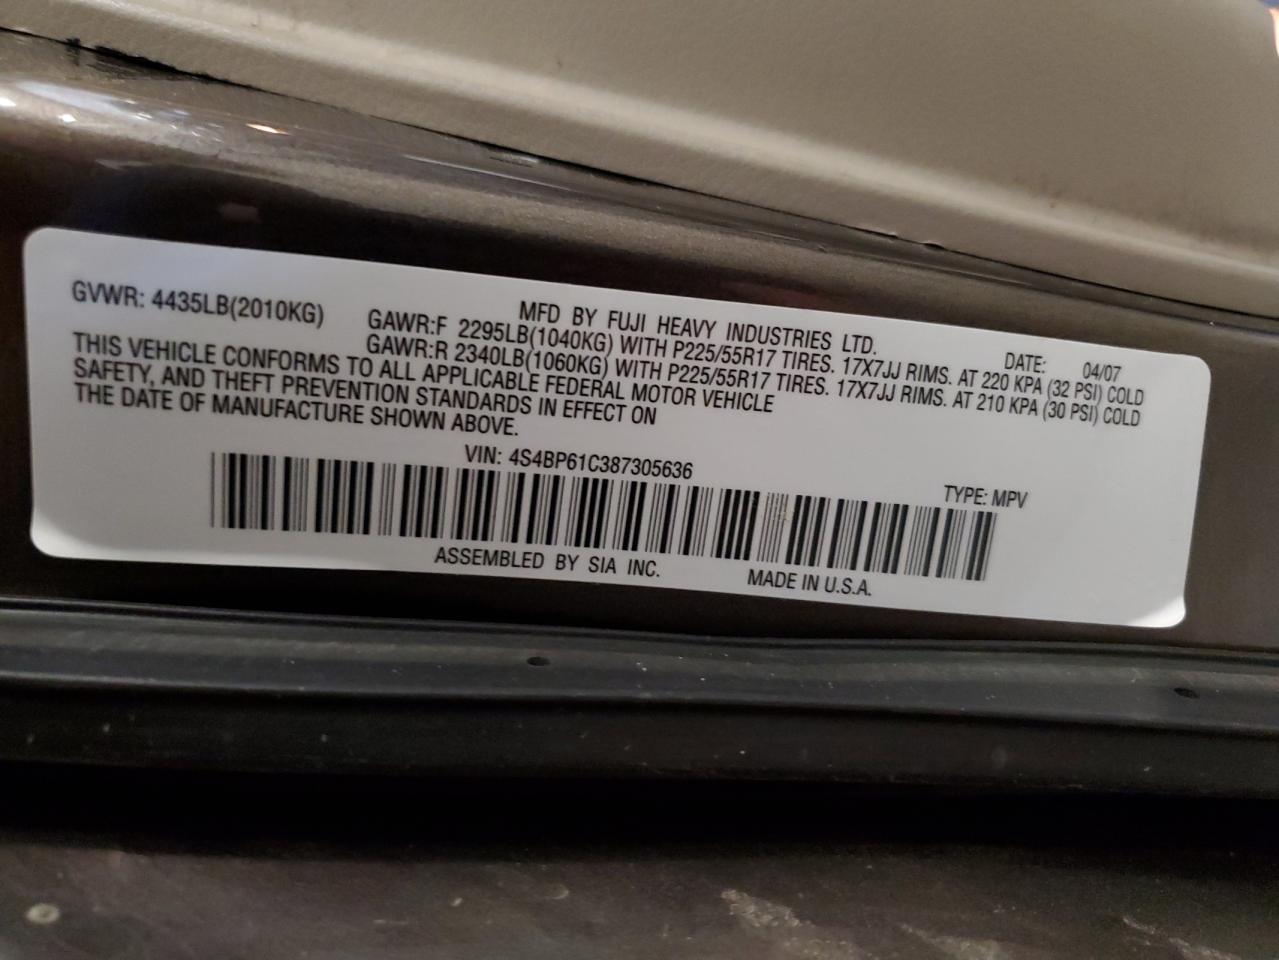 MFD BY FUJI HEAVY INDUSTRIES LTD. DATE: 04/07
GVWR: 4435LB(2010KG) GAWR:F 2295LB(1040KG) WITH P225/55R17 TIRES. 17X7JJ RIMS. AT 220 KPA (32 PSI) COLD
GAWR:R 2340LB(1060KG) WITH P225/55R17 TIRES. 17X7JJ RIMS. AT 210 KPA (30 PSI) COLD
THIS VEHICLE CONFORMS TO ALL APPLICABLE FEDERAL MOTOR VEHICLE
SAFETY, AND THEFT PREVENTION STANDARDS IN EFFECT ON
THE DATE OF MANUFACTURE SHOWN ABOVE.
VIN: 4S4BP61C387305636 TYPE: MPV
ASSEMBLED BY SIA INC. MADE IN U.S.A.